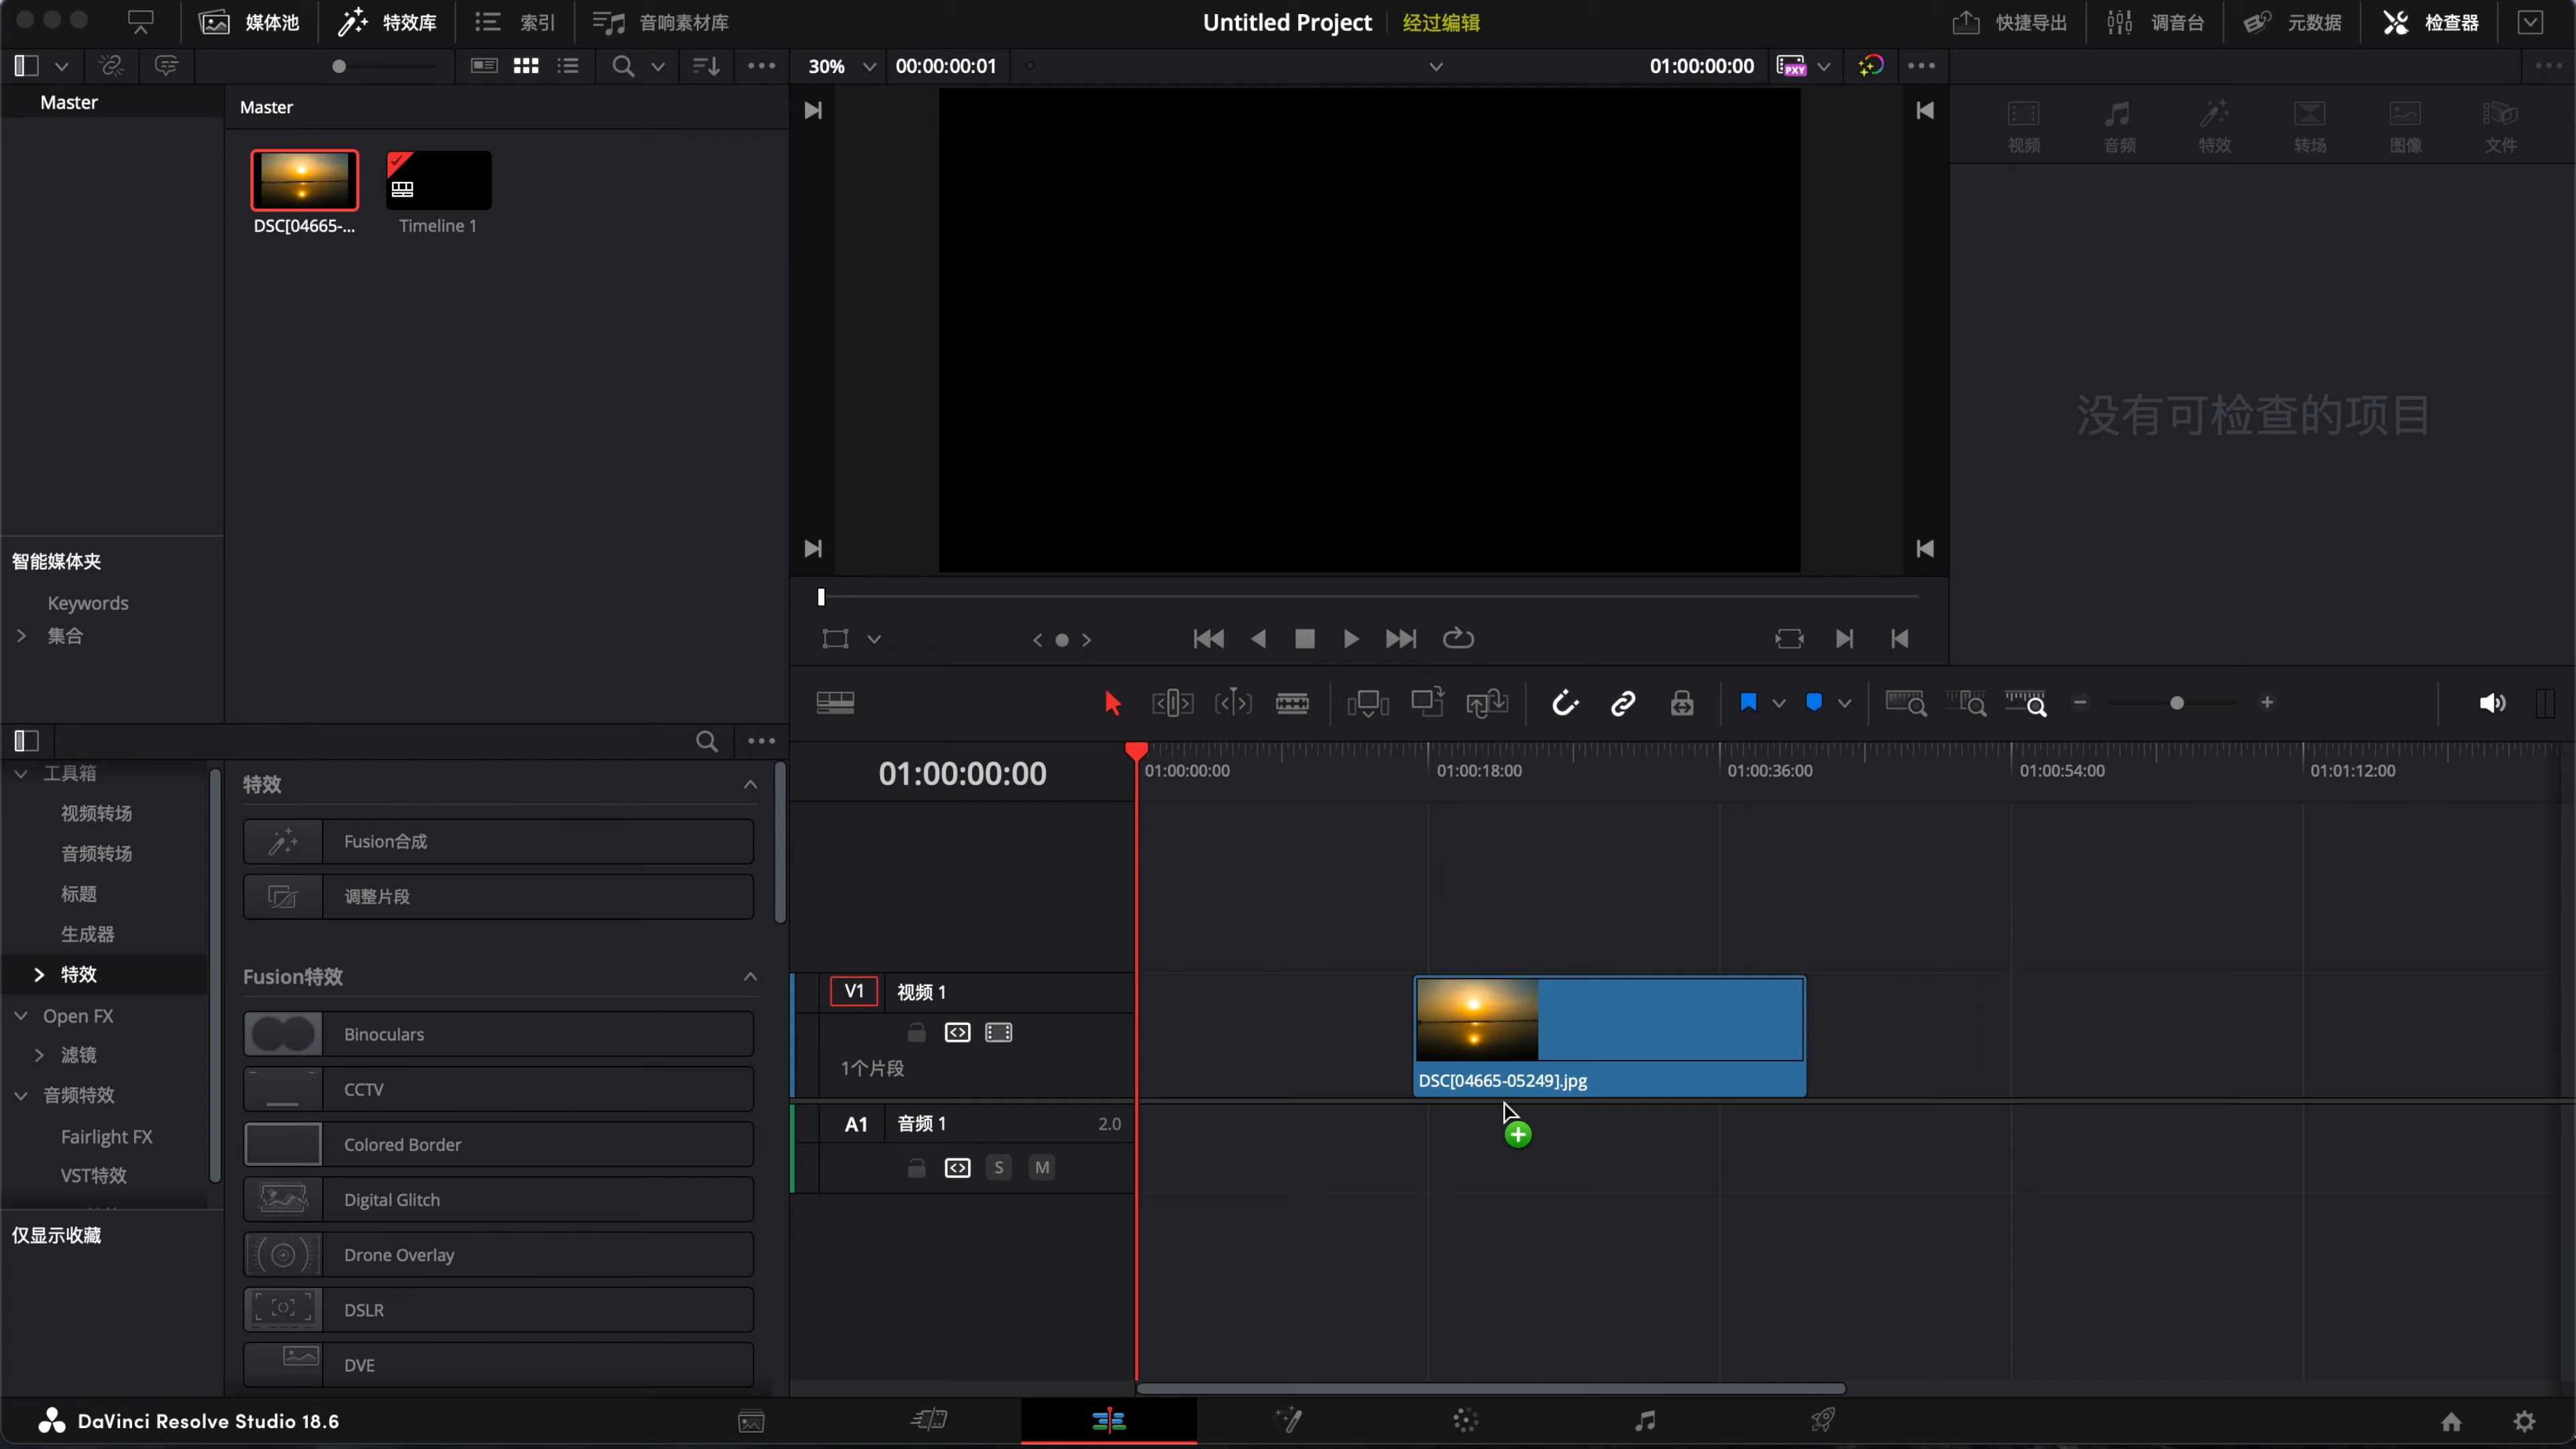 媒体池
特效库
索引
音响素材库
Untitled Project
经过编辑
快捷导出
调音台
元数据
检查器
30%
00:00:00:01
01:00:00:00
PXY
Master
Master
DSC[04665-...
Timeline 1
视频
音频
特效
转场
图像
文件
没有可检查的项目
智能媒体夹
Keywords
集合
工具箱
视频转场
音频转场
标题
生成器
特效
Open FX
滤镜
音频特效
Fairlight FX
VST特效
仅显示收藏
特效
Fusion合成
调整片段
Fusion特效
Binoculars
CCTV
Colored Border
Digital Glitch
Drone Overlay
DSLR
DVE
01:00:00:00
01:00:00:00
01:00:18:00
01:00:36:00
01:00:54:00
01:01:12:00
V1
视频 1
1个片段
DSC[04665-05249].jpg
A1
音频 1
2.0
S
M
DaVinci Resolve Studio 18.6